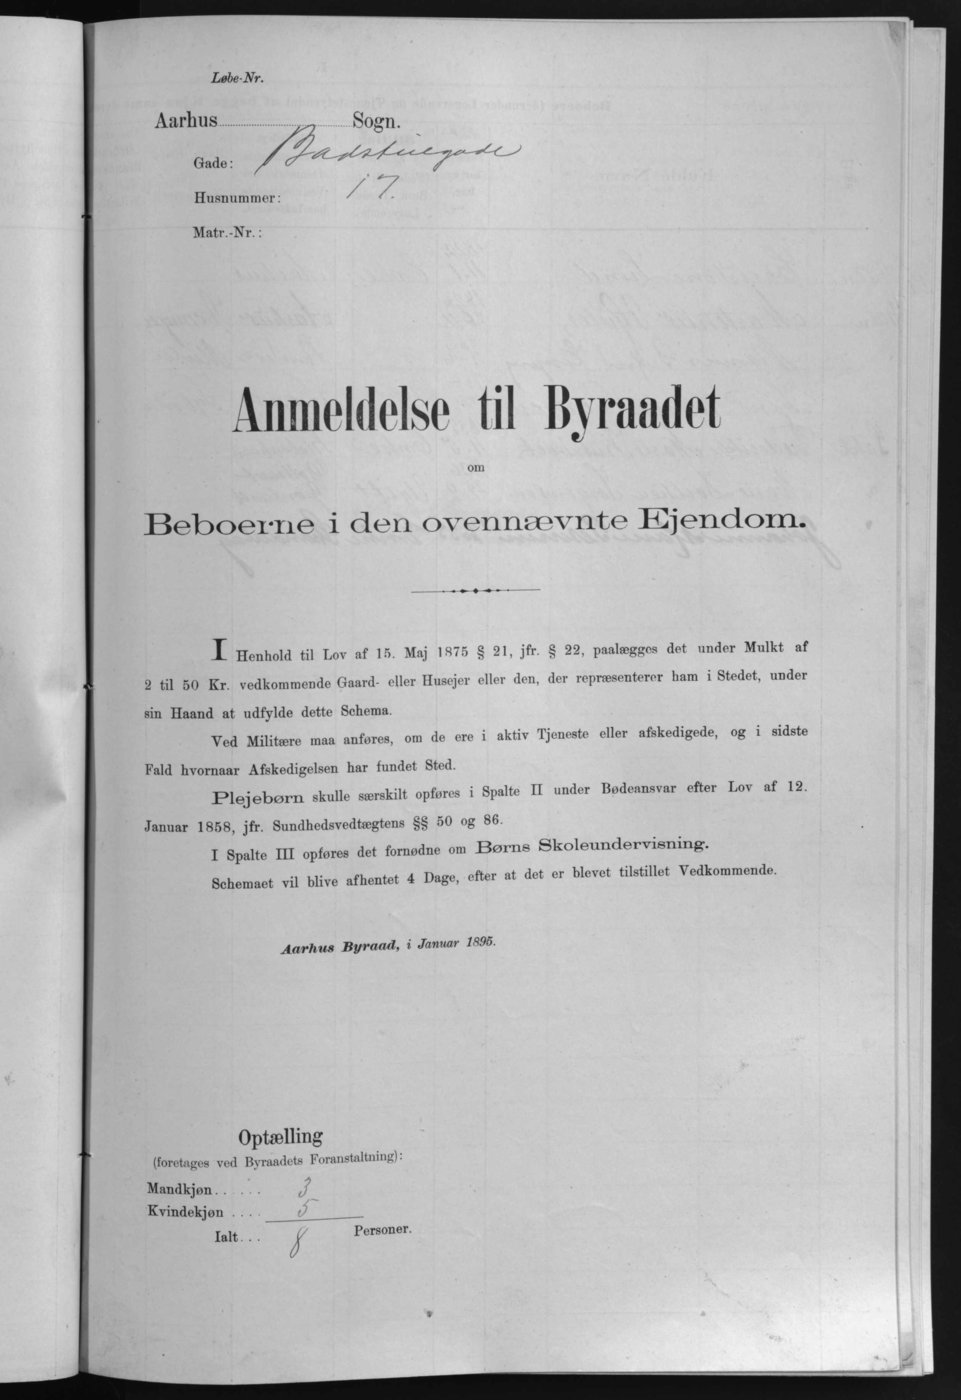 Løbe-Nr.
Aarhus Sogn.
Gade: Badstuegade
Husnummer: 17.
Matr.-Nr.:
Anmeldelse til Byraadet
om
Beboerne i den ovennævnte Ejendom.
I Henhold til Lov af 15. Maj 1875 § 21, jfr. § 22, paalægges det under Mulkt af
2 til 50 Kr. vedkommende Gaard- eller Husejer eller den, der repræsenterer ham i Stedet, under
sin Haand at udfylde dette Schema.
Ved Militære maa anføres, om de ere i aktiv Tjeneste eller afskedigede, og i sidste
Fald hvornaar Afskedigelsen har fundet Sted.
Plejebørn skulle særskilt opføres i Spalte II under Bødeansvar efter Lov af 12.
Januar 1858, jfr. Sundhedsvedtægtens §§ 50 og 86.
I Spalte III opføres det fornødne om Børns Skoleundervisning.
Schemaet vil blive afhentet 4 Dage, efter at det er blevet tilstillet Vedkommende.
Aarhus Byraad, i Januar 1895.
Optælling
(foretages ved Byraadets Foranstaltning):
Mandkjøn. . . . . . 3
Kvindekjøn . . . . 5
Ialt. . . 8 Personer.